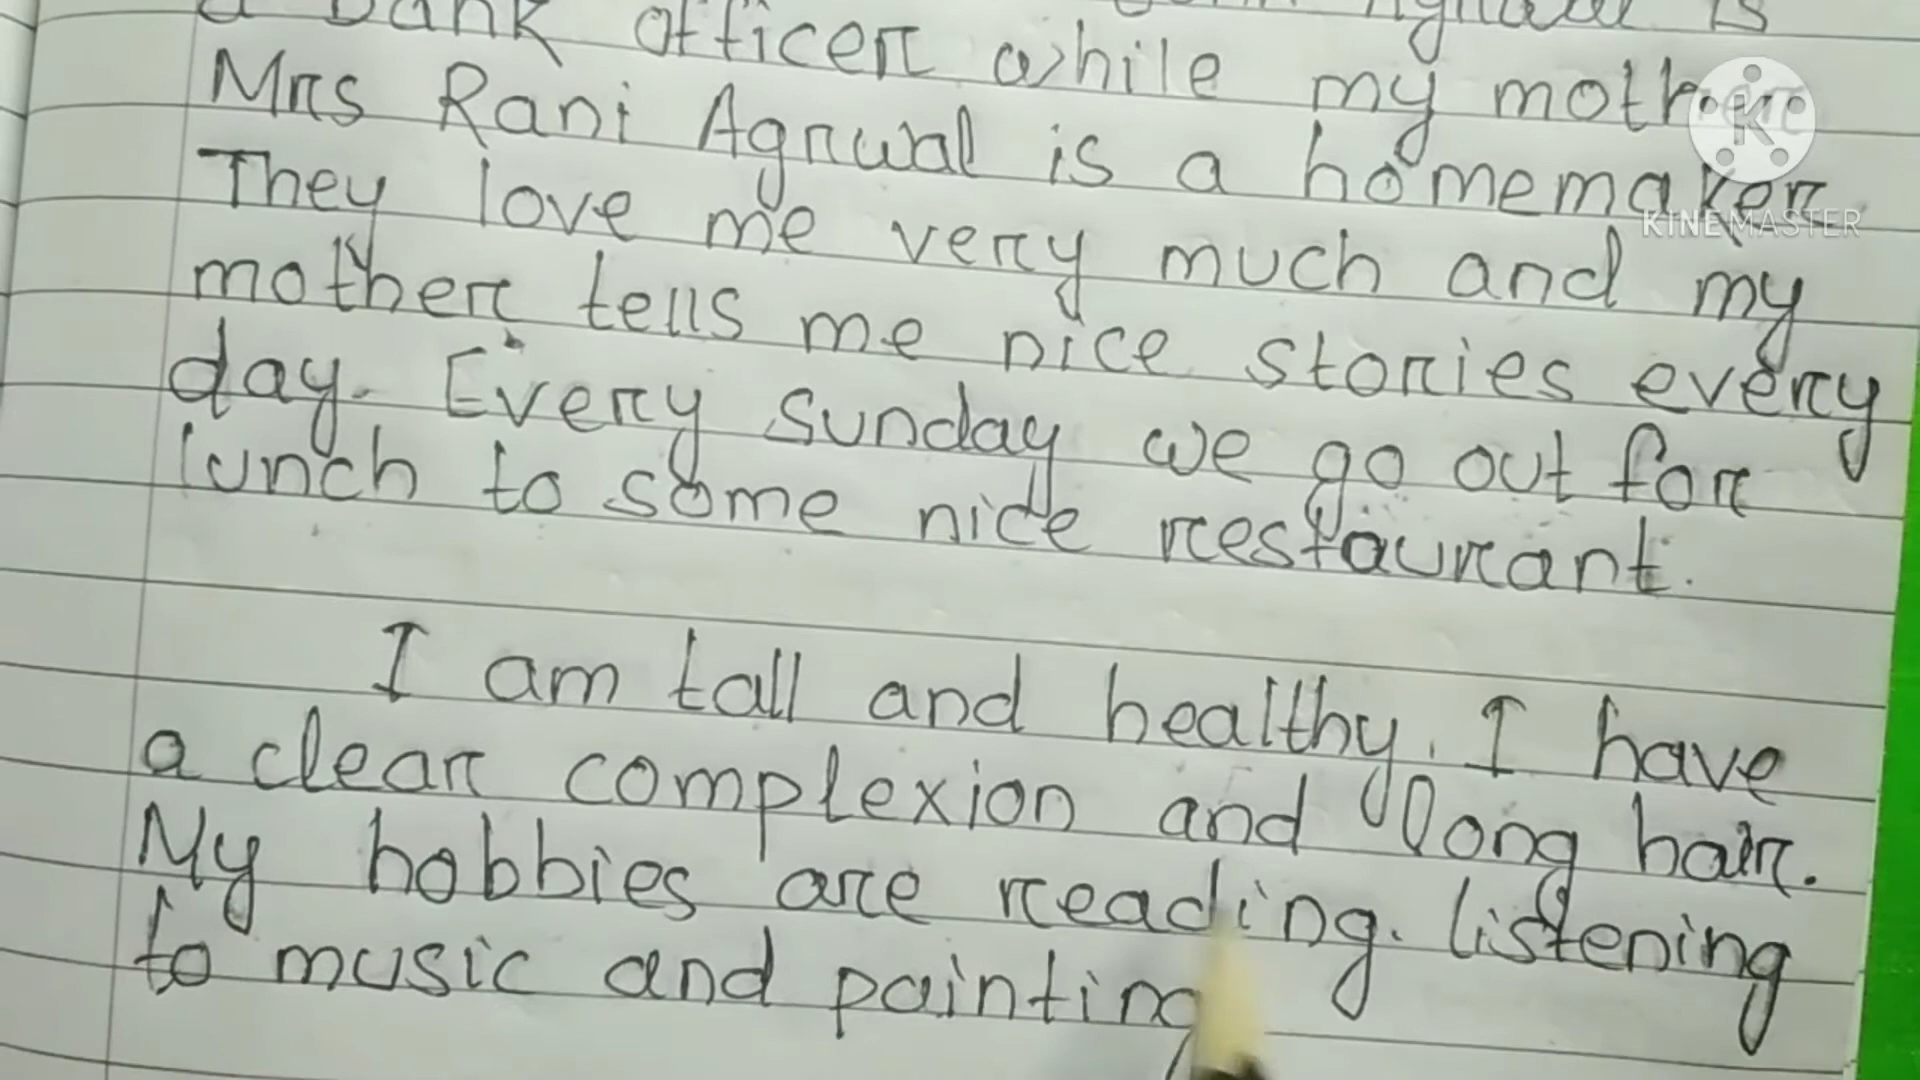 a bank officer while my mother
Mrs Rani Agrwal is a homemaker.
They love me very much and my
mother tells me nice stories every
day. Every sunday we go out for
lunch to some nice restaurant.
I am tall and healthy. I have
a clear complexion and long hair.
My hobbies are reading. listening
to music and painting
K
KINEMASTER